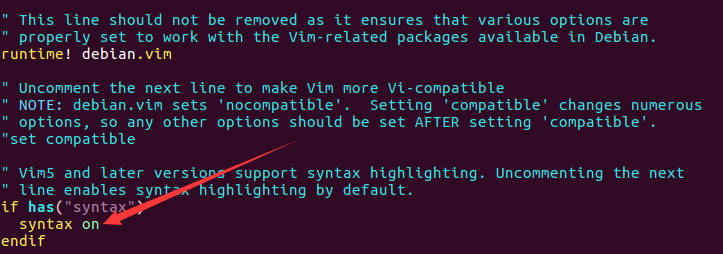 " This line should not be removed as it ensures that various options are
" properly set to work with the Vim-related packages available in Debian.
runtime! debian.vim
" Uncomment the next line to make Vim more Vi-compatible
" NOTE: debian.vim sets 'nocompatible'.  Setting 'compatible' changes numerous
" options, so any other options should be set AFTER setting 'compatible'.
"set compatible
" Vim5 and later versions support syntax highlighting. Uncommenting the next
" line enables syntax highlighting by default.
if has("syntax")
  syntax on
endif